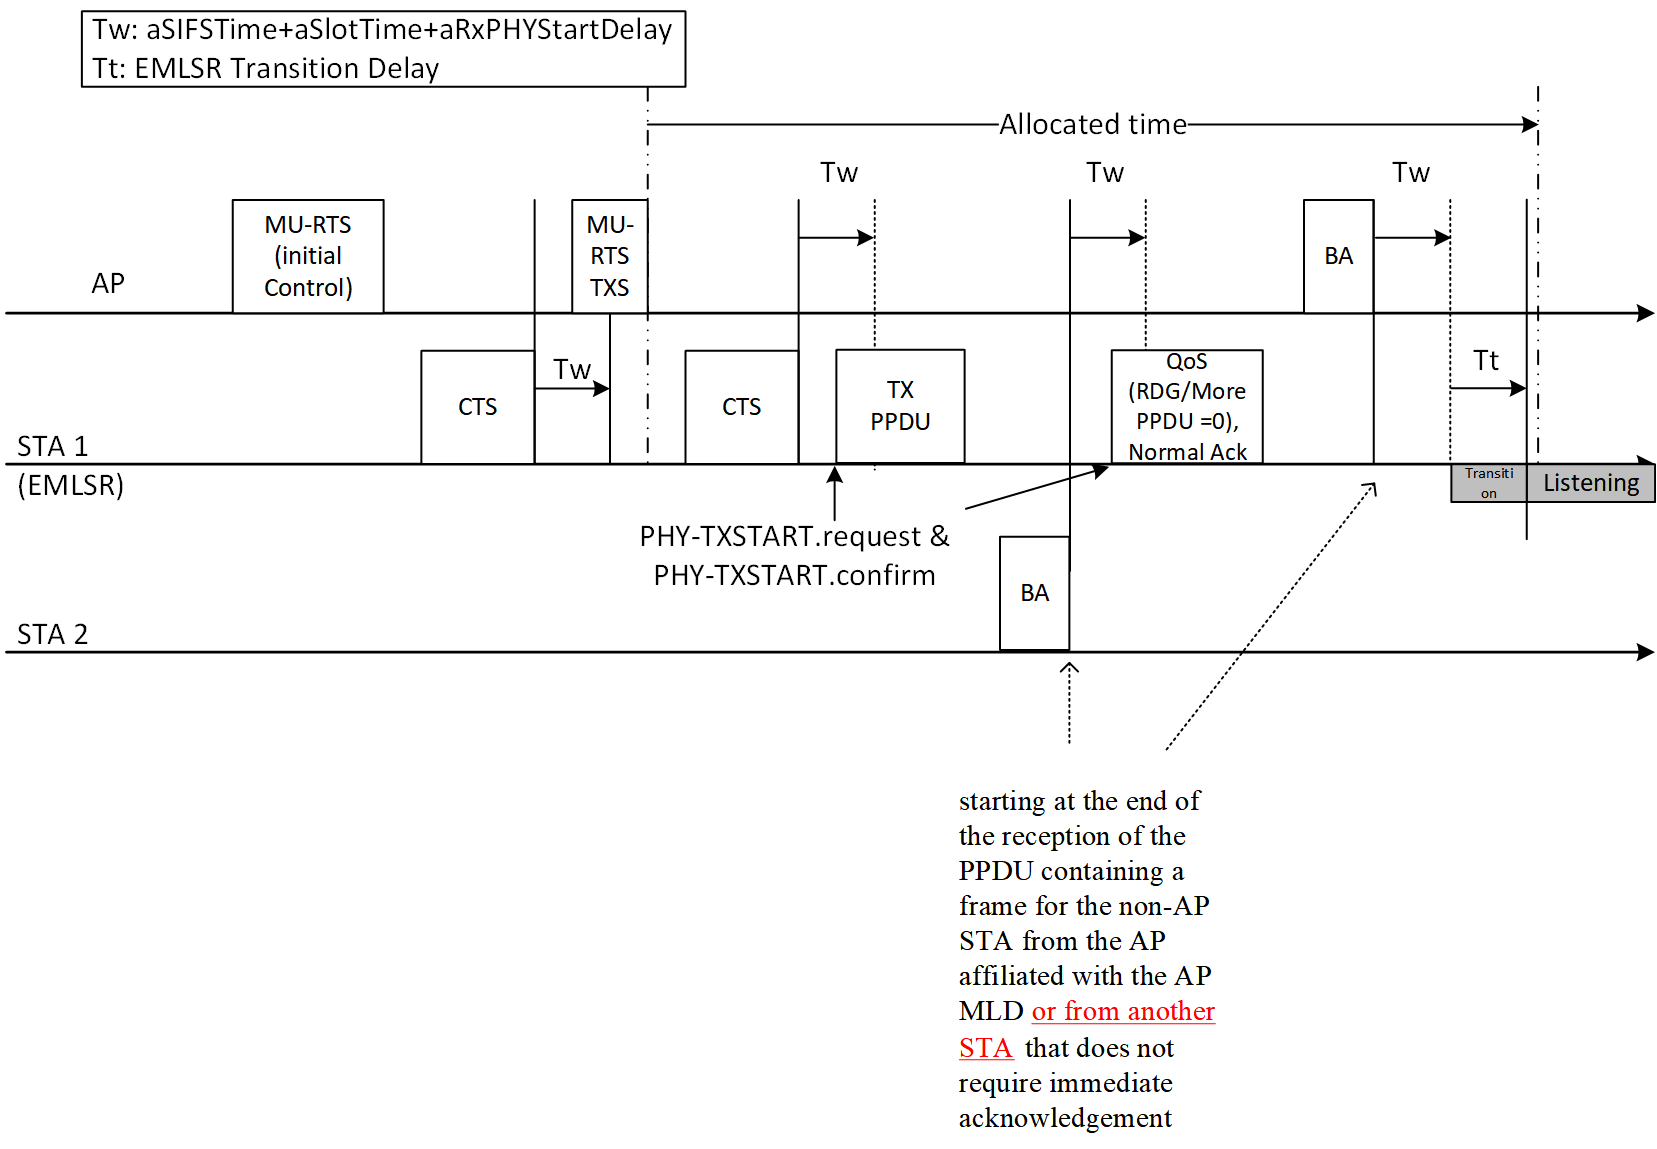 Tw: aSIFSTime+aSlotTime+aRxPHYStartDelay
Tt: EMLSR Transition Delay
Allocated time
Tw
Tw
Tw
MU-RTS
(initial
Control)
MU-
RTS
TXS
BA
AP
CTS
Tw
CTS
TX
PPDU
QoS
(RDG/More
PPDU =0),
Normal Ack
Tt
STA 1
(EMLSR)
Transiti
on
Listening
PHY-TXSTART.request &
PHY-TXSTART.confirm
BA
STA 2
starting at the end of
the reception of the
PPDU containing a
frame for the non-AP
STA from the AP
affiliated with the AP
MLD or from another
STA that does not
require immediate
acknowledgement